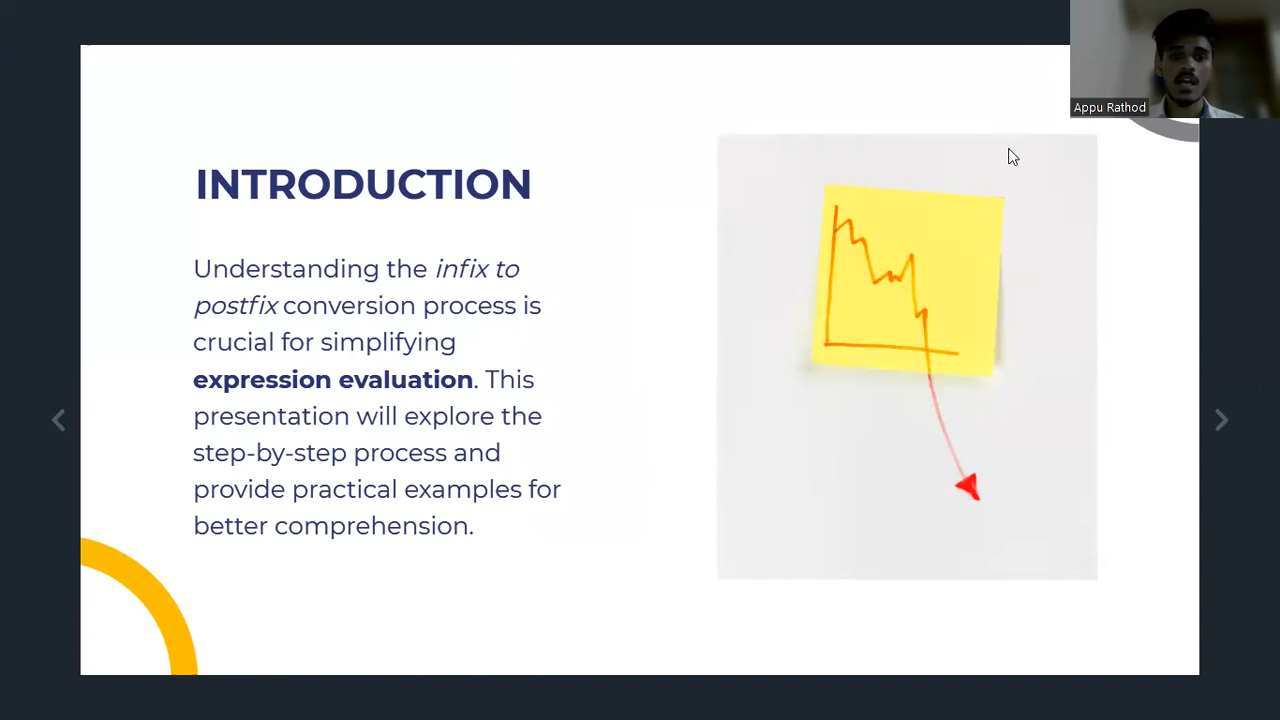 Appu Rathod
INTRODUCTION
Understanding the infix to
postfix conversion process is
crucial for simplifying
expression evaluation. This
presentation will explore the
step-by-step process and
provide practical examples for
better comprehension.